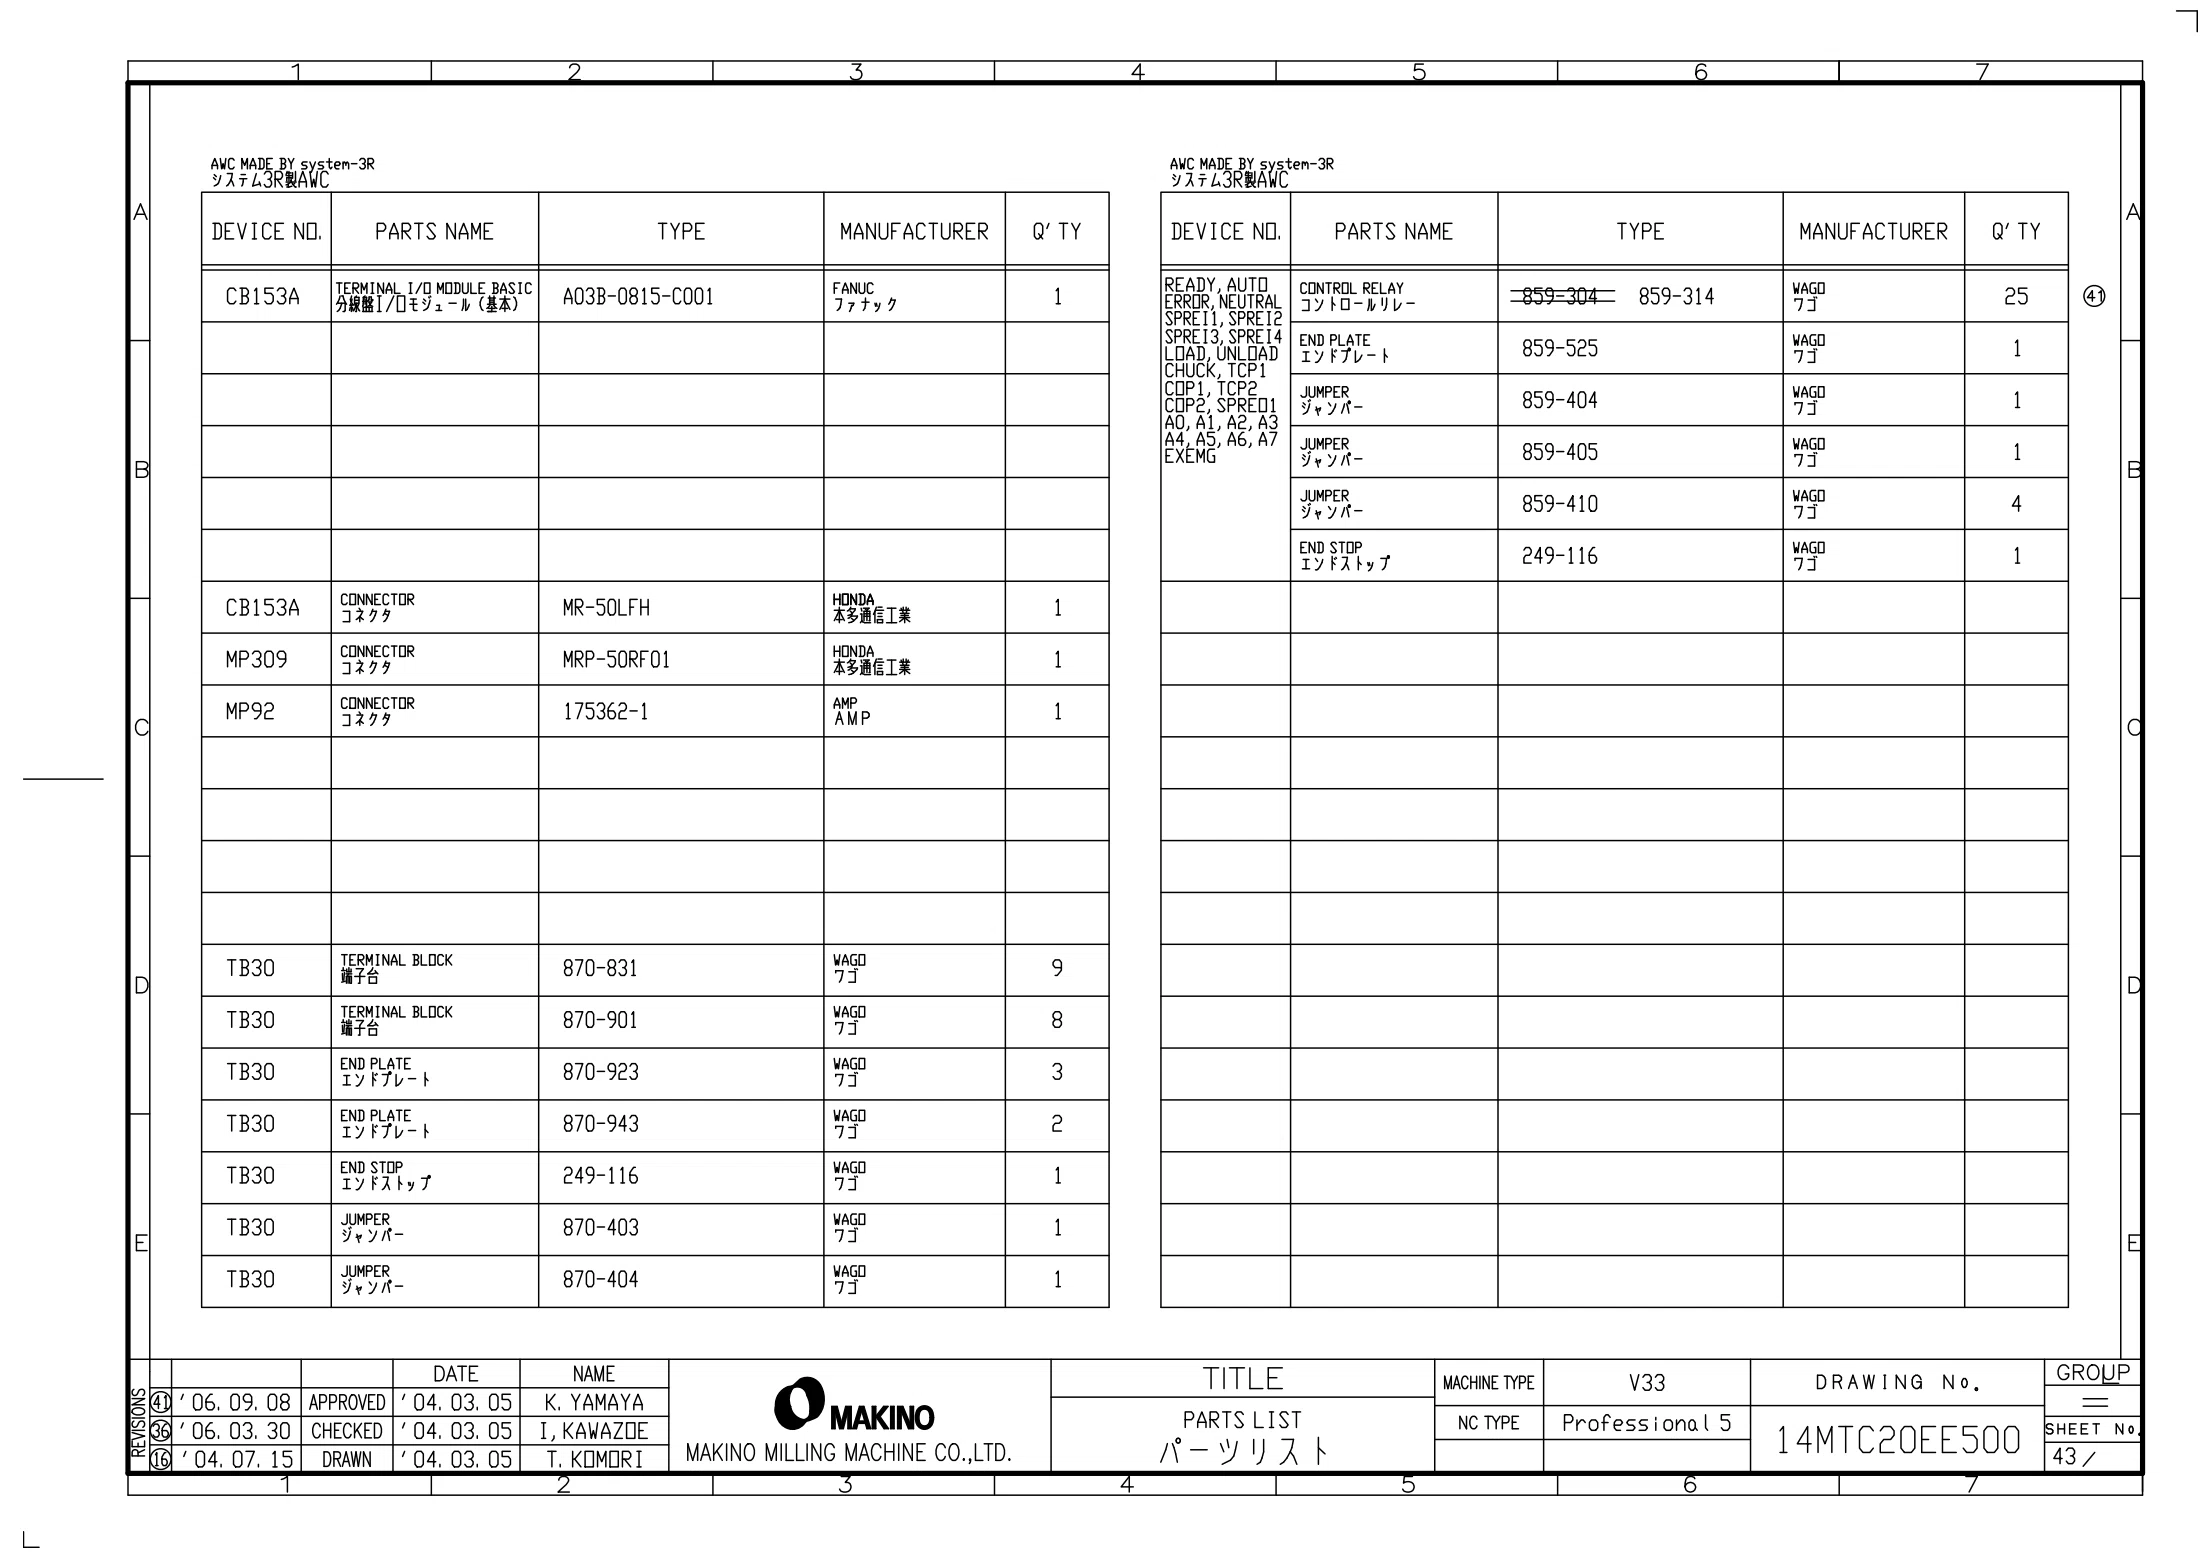 1 2 3 4 5 6 7
AWC MADE BY system-3R
システム3R製AWC
DEVICE NO. PARTS NAME TYPE MANUFACTURER Q' TY
CB153A TERMINAL I/O MODULE BASIC A03B-0815-C001 FANUC 1
分線盤I/Oモジュール（基本） ファナック
CB153A CONNECTOR MR-50LFH HONDA 1
コネクタ 本多通信工業
MP309 CONNECTOR MRP-50RF01 HONDA 1
コネクタ 本多通信工業
MP92 CONNECTOR 175362-1 AMP 1
コネクタ AMP
TB30 TERMINAL BLOCK 870-831 WAGO 9
端子台 ワゴ
TB30 TERMINAL BLOCK 870-901 WAGO 8
端子台 ワゴ
TB30 END PLATE 870-923 WAGO 3
エンドプレート ワゴ
TB30 END PLATE 870-943 WAGO 2
エンドプレート ワゴ
TB30 END STOP 249-116 WAGO 1
エンドストップ ワゴ
TB30 JUMPER 870-403 WAGO 1
ジャンパー ワゴ
TB30 JUMPER 870-404 WAGO 1
ジャンパー ワゴ
AWC MADE BY system-3R
システム3R製AWC
DEVICE NO. PARTS NAME TYPE MANUFACTURER Q' TY
READY, AUTO
ERROR, NEUTRAL
SPREI1, SPREI2
SPREI3, SPREI4
LOAD, UNLOAD
CHUCK, TCP1
COP1, TCP2
COP2, SPREO1
A0, A1, A2, A3
A4, A5, A6, A7
EXEMG
CONTROL RELAY 859-304 859-314 WAGO 25 41
コントロールリレー ワゴ
END PLATE 859-525 WAGO 1
エンドプレート ワゴ
JUMPER 859-404 WAGO 1
ジャンパー ワゴ
JUMPER 859-405 WAGO 1
ジャンパー ワゴ
JUMPER 859-410 WAGO 4
ジャンパー ワゴ
END STOP 249-116 WAGO 1
エンドストップ ワゴ
A A
B B
C C
D D
E E
REVISIONS
DATE NAME
41 '06. 09. 08 APPROVED '04. 03. 05 K. YAMAYA
36 '06. 03. 30 CHECKED '04. 03. 05 I, KAWAZOE
16 '04. 07. 15 DRAWN '04. 03. 05 T. KOMORI
MAKINO
MAKINO MILLING MACHINE CO.,LTD.
TITLE
PARTS LIST
パーツリスト
MACHINE TYPE V33
NC TYPE Professional 5
DRAWING No.
14MTC20EE500
GROUP
=
SHEET No.
43/
1 2 3 4 5 6 7